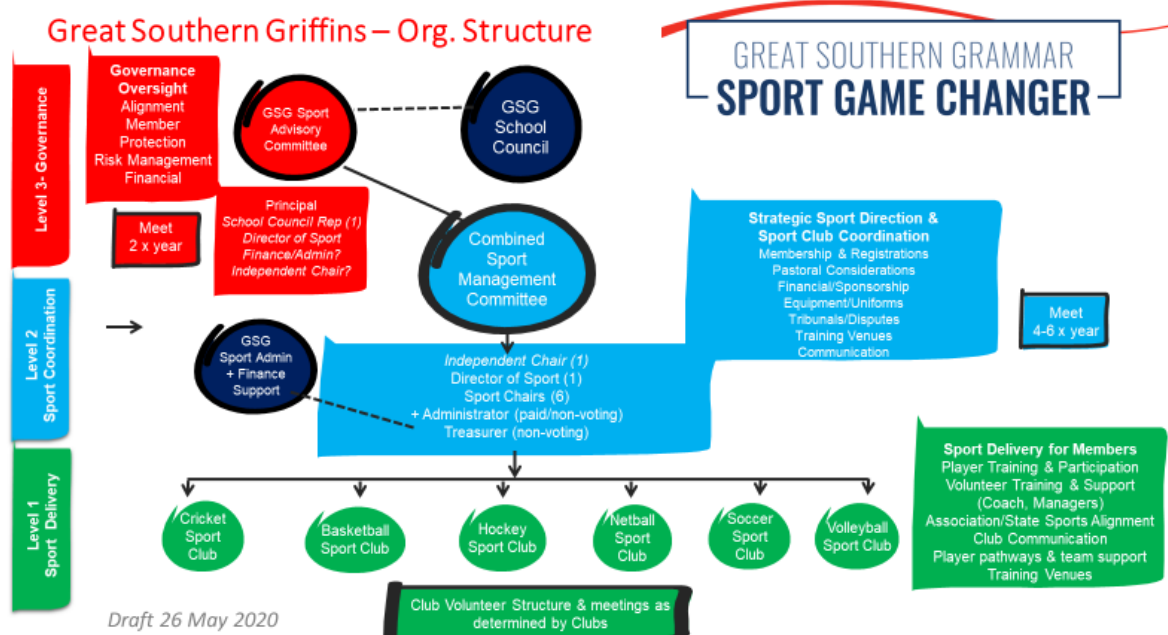 Great Southern Griffins – Org. Structure
GREAT SOUTHERN GRAMMAR
SPORT GAME CHANGER
Level 3- Governance
Governance
Oversight
Alignment
Member
Protection
Risk Management
Financial
GSG Sport
Advisory
Committee
GSG
School
Council
Meet
2 x year
Principal
School Council Rep (1)
Director of Sport
Finance/Admin?
Independent Chair?
Combined
Sport
Management
Committee
Strategic Sport Direction &
Sport Club Coordination
Membership & Registrations
Pastoral Considerations
Financial/Sponsorship
Equipment/Uniforms
Tribunals/Disputes
Training Venues
Communication
Meet
4-6 x year
Level 2
Sport Coordination
GSG
Sport Admin
+ Finance
Support
Independent Chair (1)
Director of Sport (1)
Sport Chairs (6)
+ Administrator (paid/non-voting)
Treasurer (non-voting)
Level 1
Sport Delivery
Cricket
Sport
Club
Basketball
Sport Club
Hockey
Sport Club
Netball
Sport
Club
Soccer
Sport
Club
Volleyball
Sport Club
Sport Delivery for Members
Player Training & Participation
Volunteer Training & Support
(Coach, Managers)
Association/State Sports Alignment
Club Communication
Player pathways & team support
Training Venues
Club Volunteer Structure & meetings as
determined by Clubs
Draft 26 May 2020